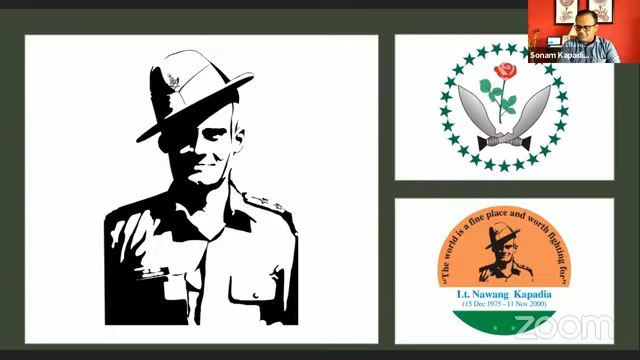 Sonam Kapadi...
"The world is a fine place and worth fighting for"
Lt. Nawang Kapadia
(15 Dec 1975 - 11 Nov 2000)
zoom